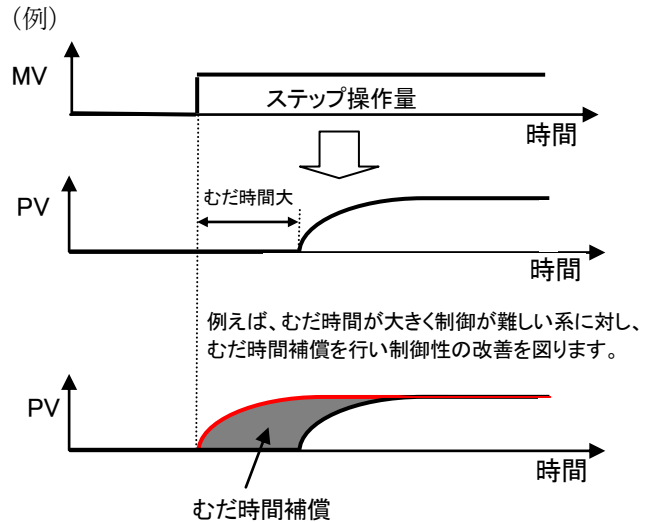 （例）
MV
ステップ操作量
時間
むだ時間大
PV
時間
例えば、むだ時間が大きく制御が難しい系に対し、
むだ時間補償を行い制御性の改善を図ります。
PV
時間
むだ時間補償